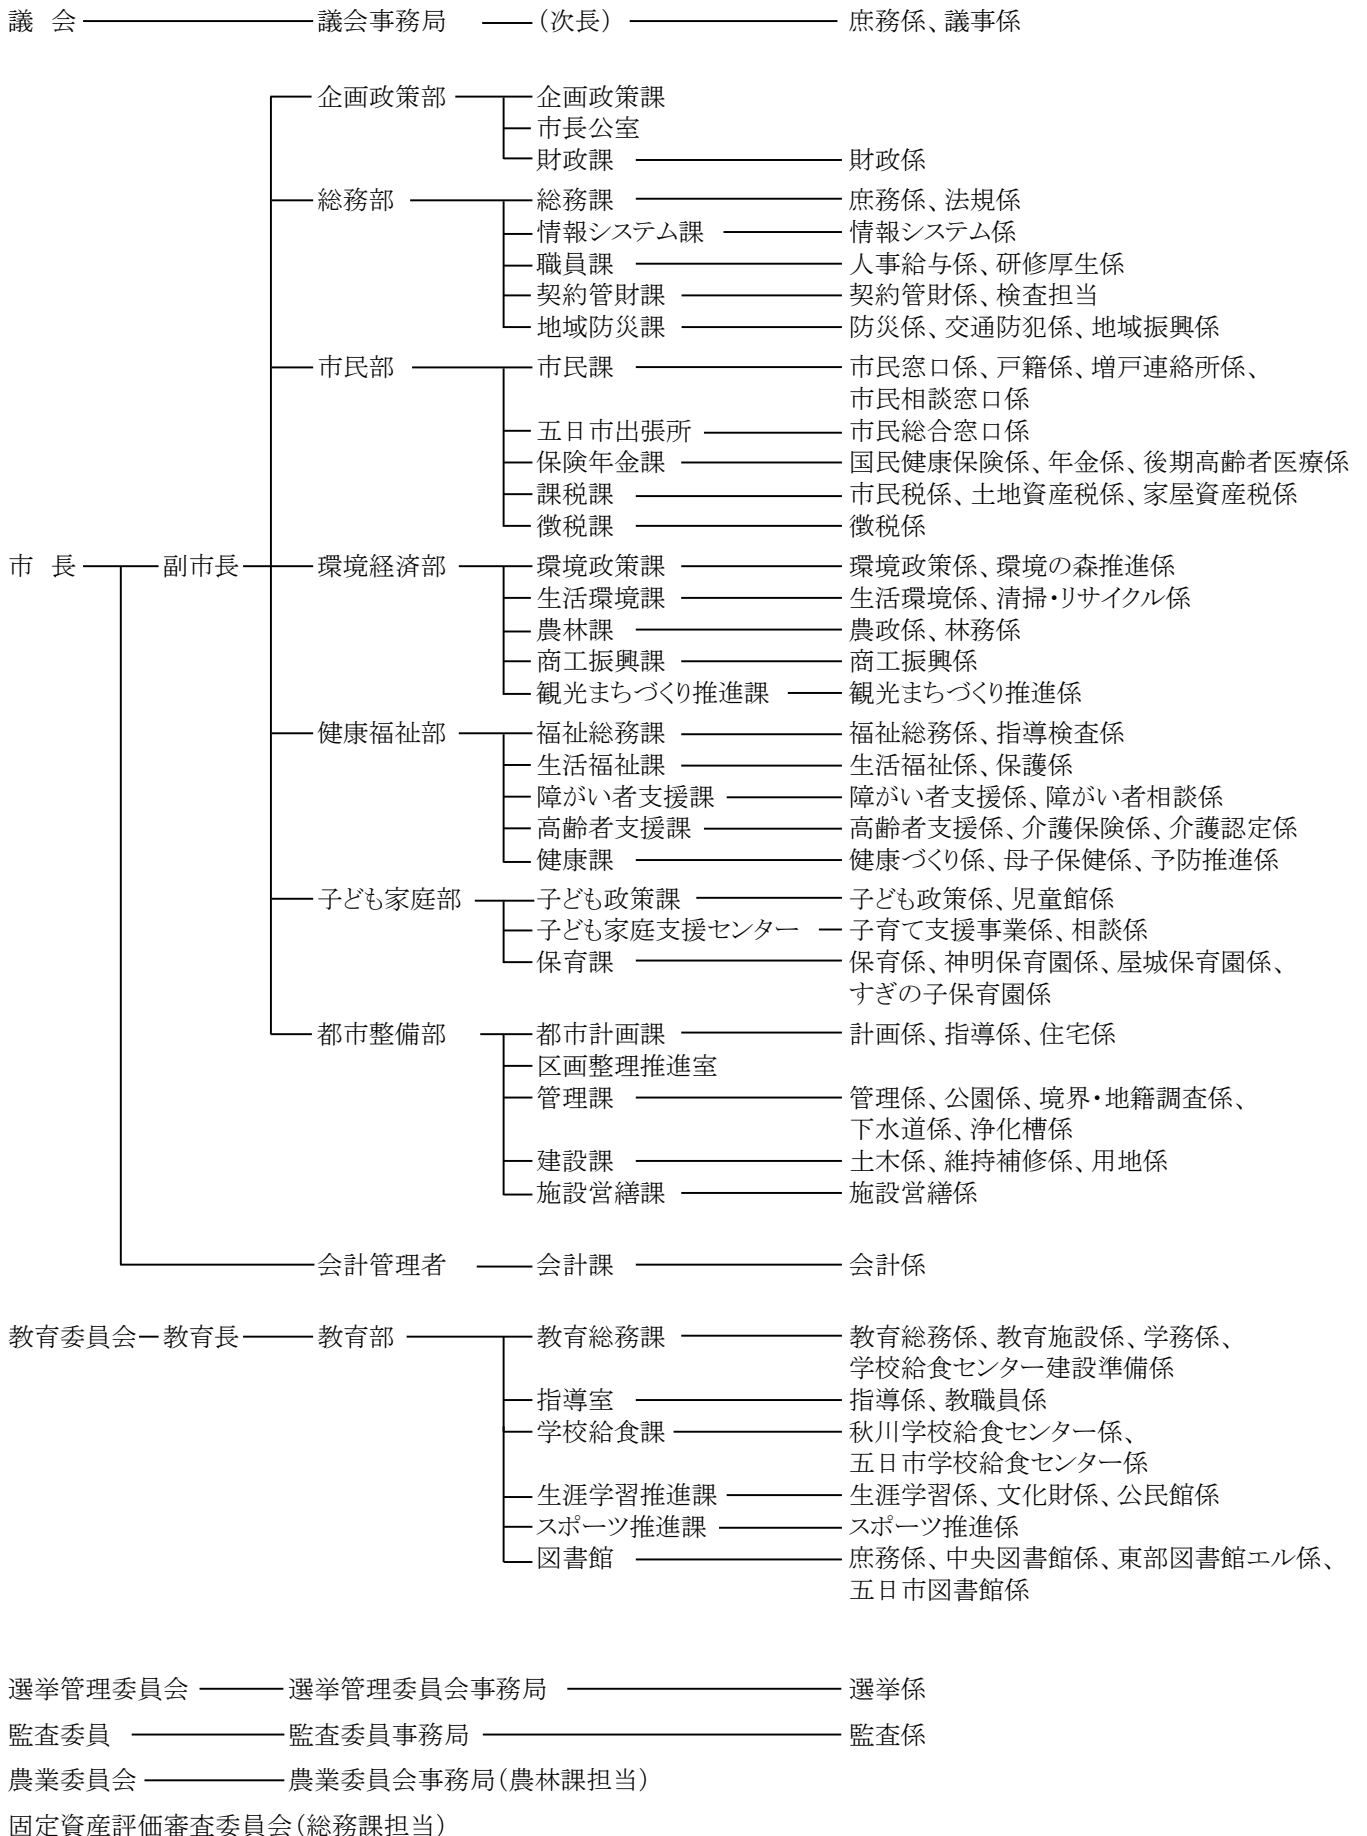 議 会 議会事務局 (次長) 庶務係、議事係
企画政策部 企画政策課
市長公室
財政課 財政係
総務部 総務課 庶務係、法規係
情報システム課 情報システム係
職員課 人事給与係、研修厚生係
契約管財課 契約管財係、検査担当
地域防災課 防災係、交通防犯係、地域振興係
市民部 市民課 市民窓口係、戸籍係、増戸連絡所係、
市民相談窓口係
五日市出張所 市民総合窓口係
保険年金課 国民健康保険係、年金係、後期高齢者医療係
課税課 市民税係、土地資産税係、家屋資産税係
徴税課 徴税係
市 長 副市長 環境経済部 環境政策課 環境政策係、環境の森推進係
生活環境課 生活環境係、清掃・リサイクル係
農林課 農政係、林務係
商工振興課 商工振興係
観光まちづくり推進課 観光まちづくり推進係
健康福祉部 福祉総務課 福祉総務係、指導検査係
生活福祉課 生活福祉係、保護係
障がい者支援課 障がい者支援係、障がい者相談係
高齢者支援課 高齢者支援係、介護保険係、介護認定係
健康課 健康づくり係、母子保健係、予防推進係
子ども家庭部 子ども政策課 子ども政策係、児童館係
子ども家庭支援センター 子育て支援事業係、相談係
保育課 保育係、神明保育園係、屋城保育園係、
すぎの子保育園係
都市整備部 都市計画課 計画係、指導係、住宅係
区画整理推進室
管理課 管理係、公園係、境界・地籍調査係、
下水道係、浄化槽係
建設課 土木係、維持補修係、用地係
施設営繕課 施設営繕係
会計管理者 会計課 会計係
教育委員会 教育長 教育部 教育総務課 教育総務係、教育施設係、学務係、
学校給食センター建設準備係
指導室 指導係、教職員係
学校給食課 秋川学校給食センター係、
五日市学校給食センター係
生涯学習推進課 生涯学習係、文化財係、公民館係
スポーツ推進課 スポーツ推進係
図書館 庶務係、中央図書館係、東部図書館エル係、
五日市図書館係
選挙管理委員会 選挙管理委員会事務局 選挙係
監査委員 監査委員事務局 監査係
農業委員会 農業委員会事務局(農林課担当)
固定資産評価審査委員会(総務課担当)